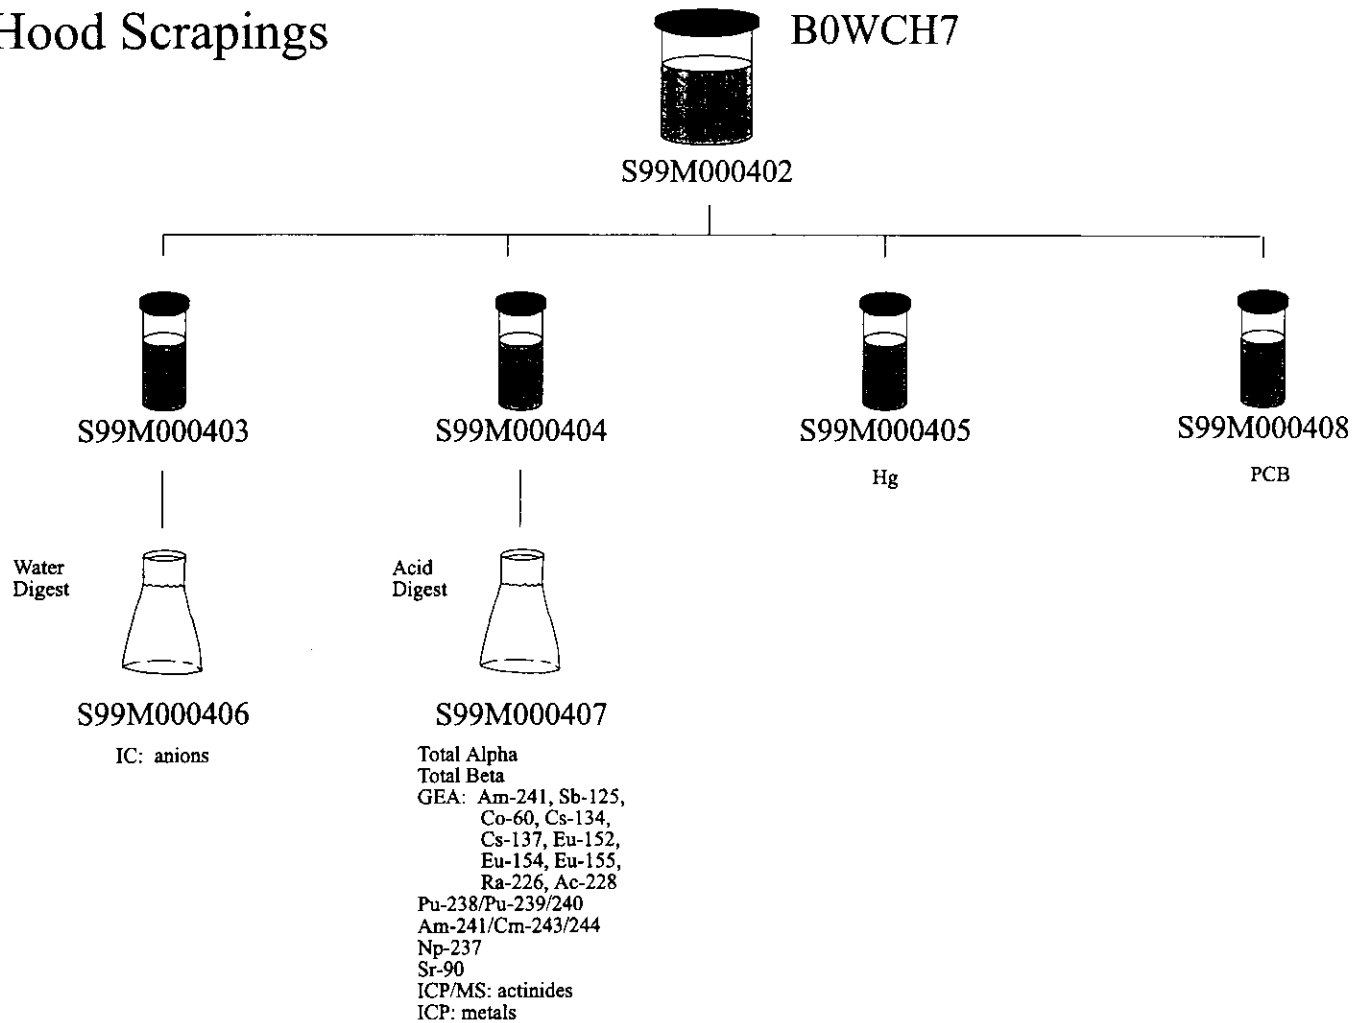 Hood Scrapings
B0WCH7
S99M000402
S99M000403
S99M000404
S99M000405
S99M000408
Hg
PCB
Water
Digest
Acid
Digest
S99M000406
S99M000407
IC: anions
Total Alpha
Total Beta
GEA: Am-241, Sb-125,
Co-60, Cs-134,
Cs-137, Eu-152,
Eu-154, Eu-155,
Ra-226, Ac-228
Pu-238/Pu-239/240
Am-241/Cm-243/244
Np-237
Sr-90
ICP/MS: actinides
ICP: metals